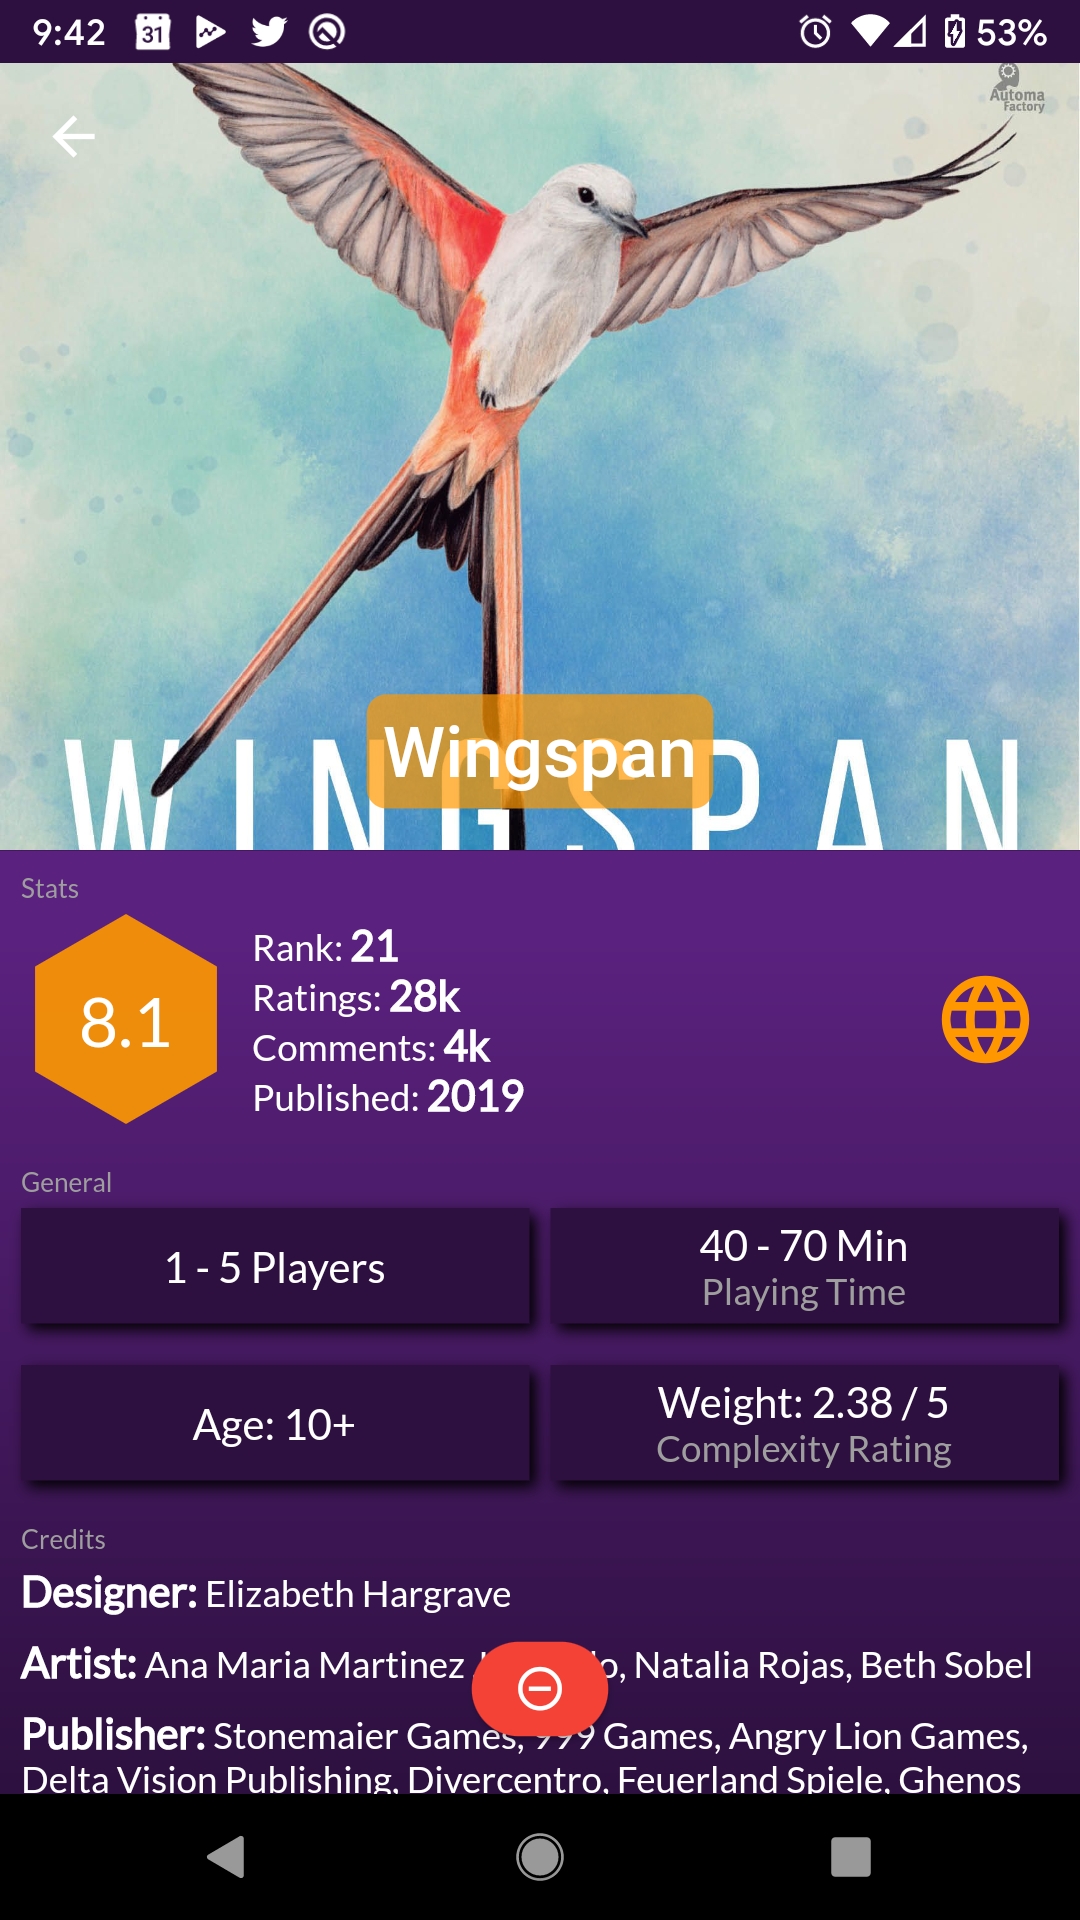 9:42
31
53%
Automa
Factory
WINGSPAN
Wingspan
Stats
8.1
Rank: 21
Ratings: 28k
Comments: 4k
Published: 2019
General
1 - 5 Players
40 - 70 Min
Playing Time
Age: 10+
Weight: 2.38 / 5
Complexity Rating
Credits
Designer: Elizabeth Hargrave
Artist: Ana Maria Martinez Natalia Rojas, Beth Sobel
Publisher: Stonemaier Games, 999 Games, Angry Lion Games,
Delta Vision Publishing, Divercentro, Feuerland Spiele, Ghenos